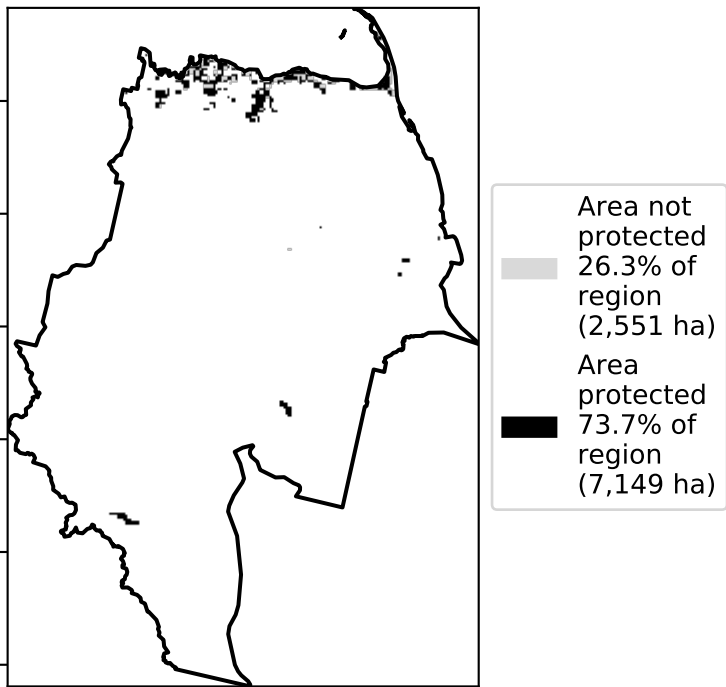 Area not
protected
26.3% of
region
(2,551 ha)
Area
protected
73.7% of
region
(7,149 ha)